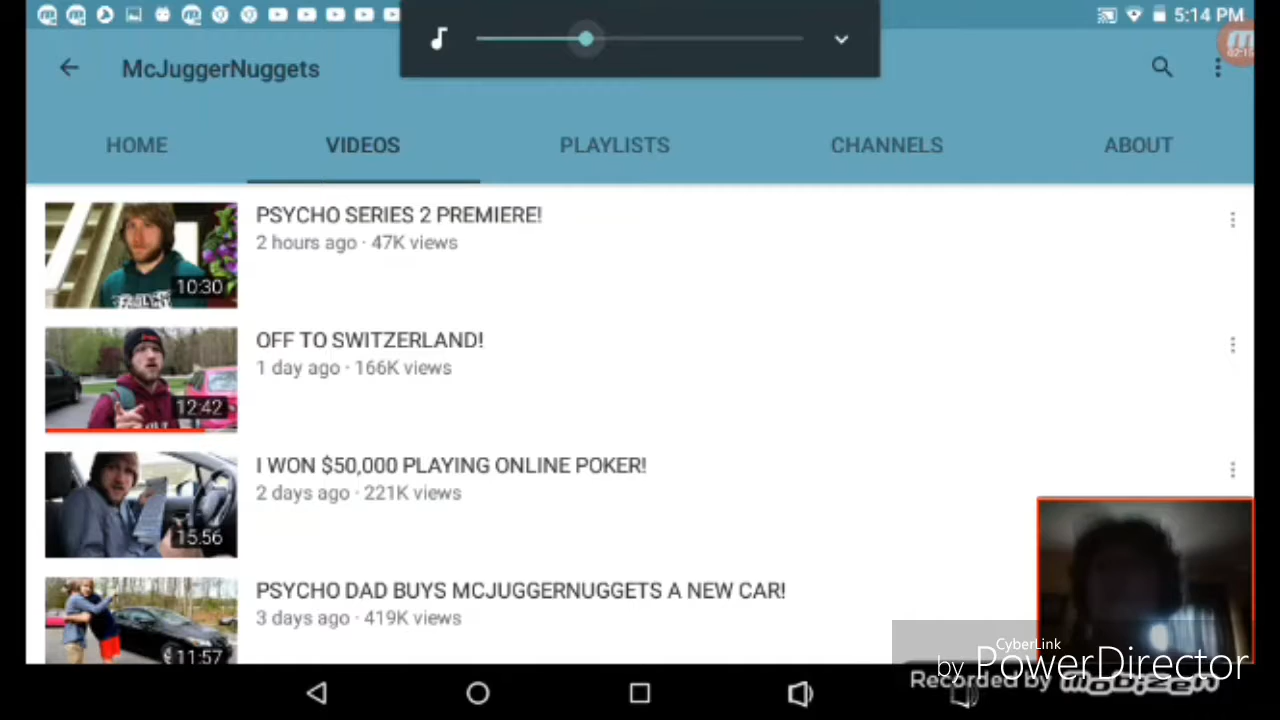 5:14 PM
McJuggerNuggets
02:15
HOME VIDEOS PLAYLISTS CHANNELS ABOUT
PSYCHO SERIES 2 PREMIERE!
2 hours ago · 47K views
10:30
OFF TO SWITZERLAND!
1 day ago · 166K views
12:42
I WON $50,000 PLAYING ONLINE POKER!
2 days ago · 221K views
15:56
PSYCHO DAD BUYS MCJUGGERNUGGETS A NEW CAR!
3 days ago · 419K views
11:57
CyberLink
by PowerDirector
Recorded by mobizen